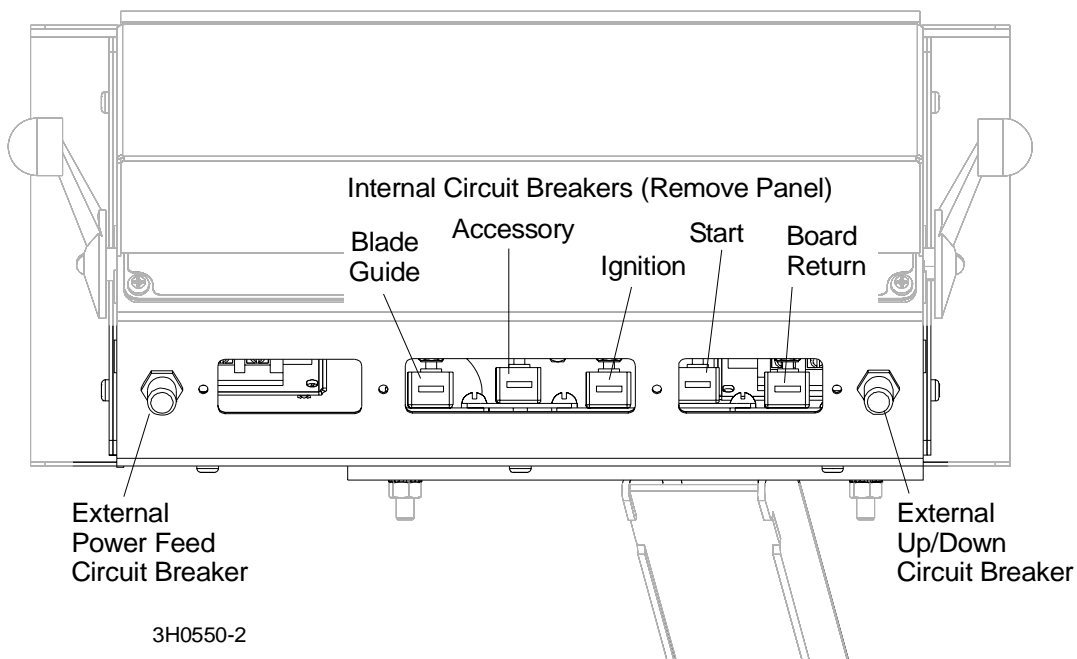 Internal Circuit Breakers (Remove Panel)
Blade
Guide
Accessory
Ignition
Start
Board
Return
External
Power Feed
Circuit Breaker
External
Up/Down
Circuit Breaker
3H0550-2